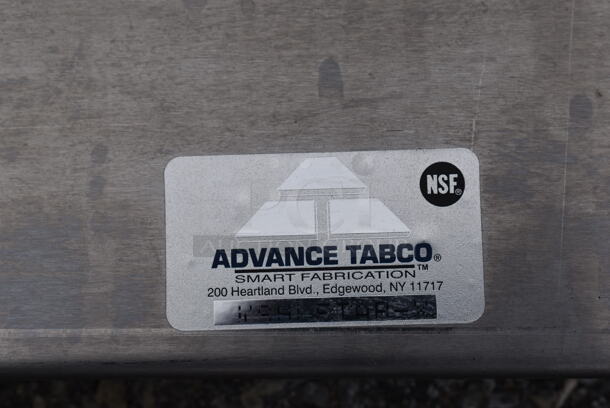 NSF®
ADVANCE TABCO®
SMART FABRICATION™
200 Heartland Blvd., Edgewood, NY 11717